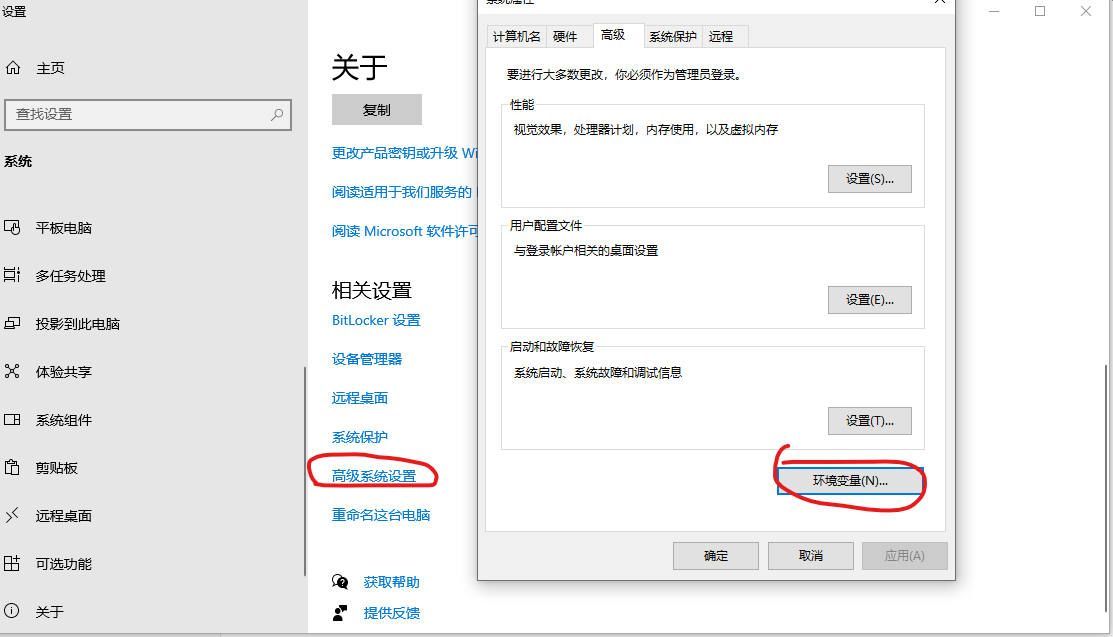 设置
主页
查找设置
系统
平板电脑
多任务处理
投影到此电脑
体验共享
系统组件
剪贴板
远程桌面
可选功能
关于
关于
复制
更改产品密钥或升级 Wi
阅读适用于我们服务的
阅读 Microsoft 软件许可
相关设置
BitLocker 设置
设备管理器
远程桌面
系统保护
高级系统设置
重命名这台电脑
获取帮助
提供反馈
系统属性
计算机名 硬件 高级 系统保护 远程
要进行大多数更改，你必须作为管理员登录。
性能
视觉效果，处理器计划，内存使用，以及虚拟内存
设置(S)...
用户配置文件
与登录帐户相关的桌面设置
设置(E)...
启动和故障恢复
系统启动、系统故障和调试信息
设置(T)...
环境变量(N)...
确定 取消 应用(A)